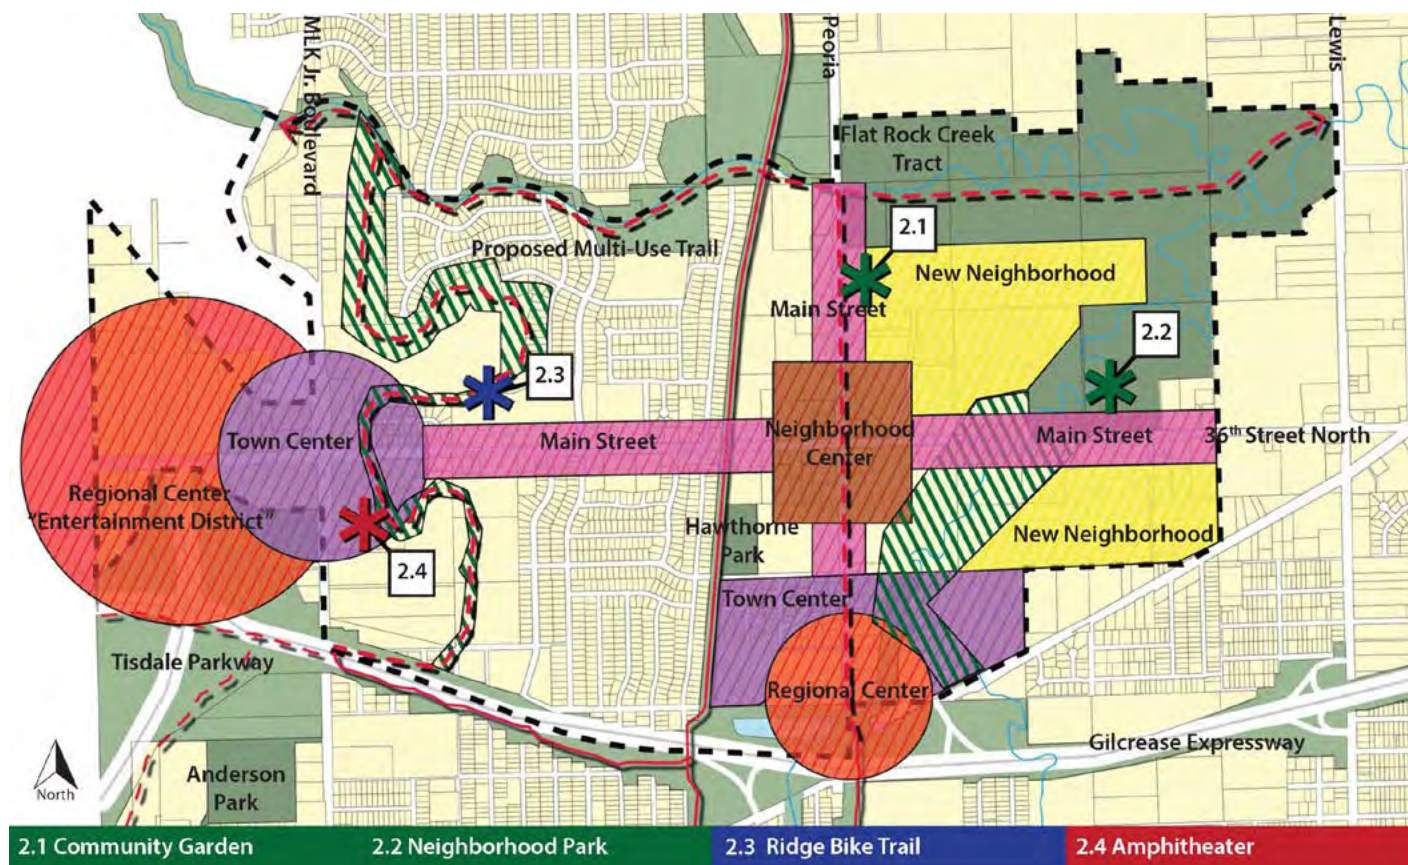 MLK Jr. Boulevard
Peoria
Lewis
Flat Rock Creek
Tract
2.1
Proposed Multi-Use Trail
New Neighborhood
Main Street
2.2
2.3
Town Center
Main Street
Neighborhood
Center
Main Street
36th Street North
Regional Center
"Entertainment District"
Hawthorne
Park
New Neighborhood
2.4
Town Center
Tisdale Parkway
Regional Center
Gilcrease Expressway
Anderson
Park
North
2.1 Community Garden
2.2 Neighborhood Park
2.3 Ridge Bike Trail
2.4 Amphitheater